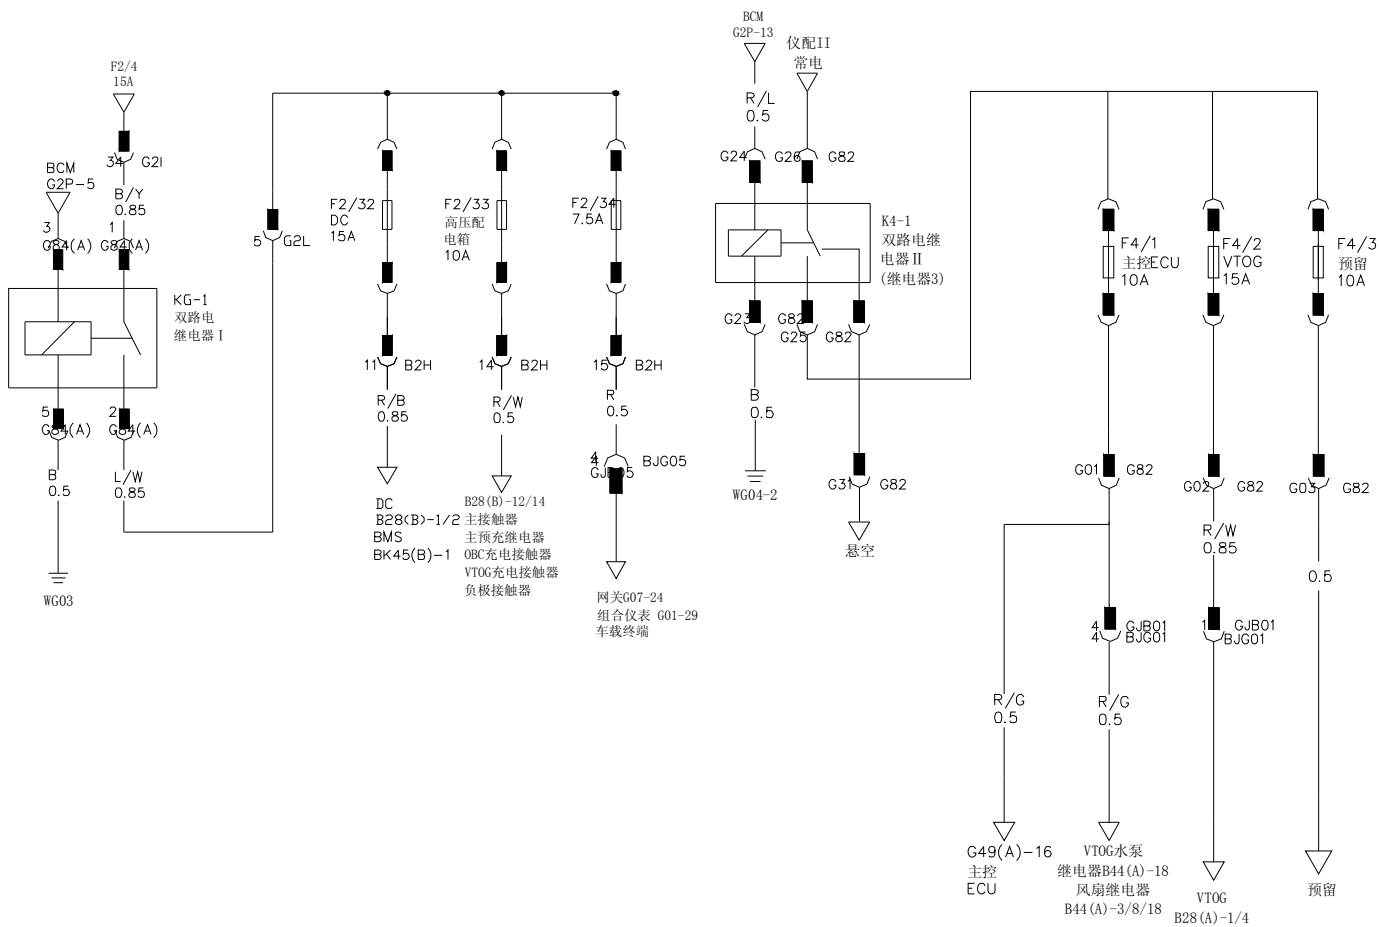 F2/4
15A
34 G2I
BCM
G2P-5
B/Y
0.85
3
G84(A)
1
G84(A)
KG-1
双路电
继电器Ⅰ
5
G84(A)
2
G84(A)
B
0.5
L/W
0.85
WG03
5 G2L
F2/32
DC
15A
F2/33
高压配
电箱
10A
F2/34
7.5A
11 B2H
14 B2H
15 B2H
R/B
0.85
R/W
0.5
R
0.5
4
4
GJB05
BJG05
DC
B28(B)-1/2
BMS
BK45(B)-1
B28(B)-12/14
主接触器
主预充继电器
OBC充电接触器
VTOG充电接触器
负极接触器
网关G07-24
组合仪表 G01-29
车载终端
BCM
G2P-13
仪配II
常电
R/L
0.5
G24
G26 G82
K4-1
双路电继
电器Ⅱ
(继电器3)
G23
G82
G25 G82
B
0.5
WG04-2
G31 G82
悬空
F4/1
主控ECU
10A
F4/2
VTOG
15A
F4/3
预留
10A
G01 G82
G02 G82
G03 G82
R/W
0.85
0.5
4 GJB01
4 BJG01
1 GJB01
BJG01
R/G
0.5
R/G
0.5
G49(A)-16
主控
ECU
VTOG水泵
继电器B44(A)-18
风扇继电器
B44(A)-3/8/18
VTOG
B28(A)-1/4
预留